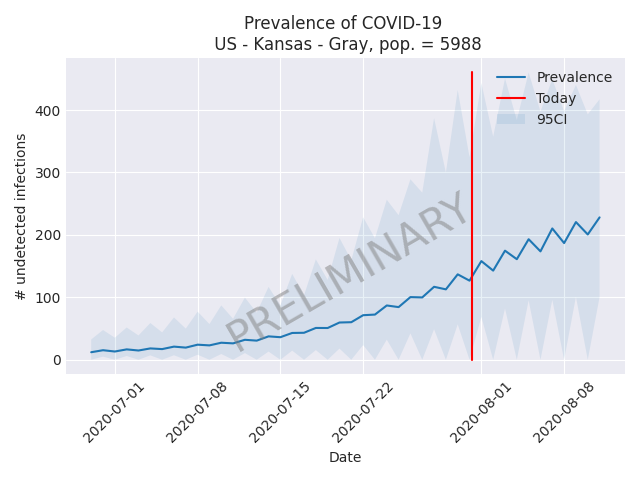 Prevalence of COVID-19
US - Kansas - Gray, pop. = 5988
Prevalence
Today
95CI
# undetected infections
400
300
200
100
0
PRELIMINARY
2020-07-01
2020-07-08
2020-07-15
2020-07-22
2020-08-01
2020-08-08
Date